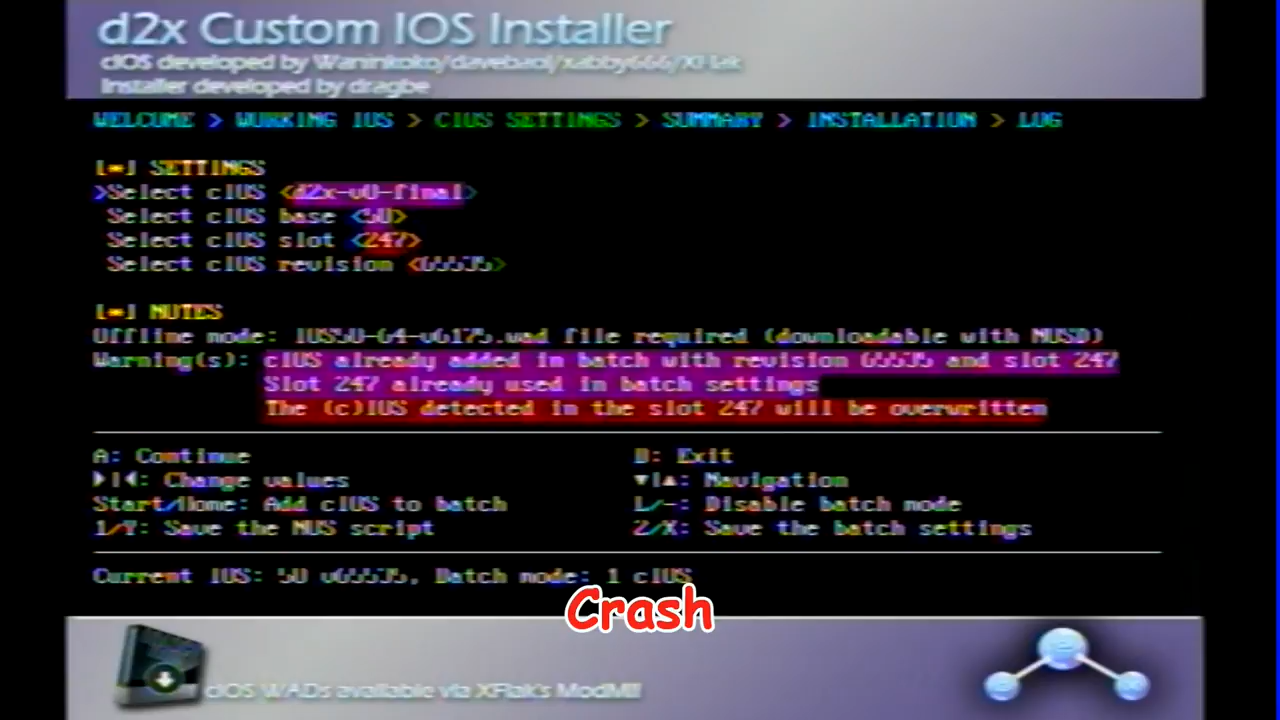 d2x Custom IOS Installer
cIOS developed by Waninkoko/davebaol/xabby666/XFlak
Installer developed by dragbe
WELCOME > WORKING IOS > CIOS SETTINGS > SUMMARY > INSTALLATION > LOG
[*] SETTINGS
>Select cIOS <d2x-v8-final>
Select cIOS base <58>
Select cIOS slot <247>
Select cIOS revision <65535>
[*] NOTES
Offline mode: IOS58-64-v6175.wad file required (downloadable with NUSD)
Warning(s): cIOS already added in batch with revision 65535 and slot 247
Slot 247 already used in batch settings
The (c)IOS detected in the slot 247 will be overwritten
A: Continue B: Exit
►|◄: Change values ▼|▲: Navigation
Start/Home: Add cIOS to batch L/-: Disable batch mode
1/Y: Save the NUS script 2/X: Save the batch settings
Current IOS: 58 v65535, Batch mode: 1 cIOS
Crash
cIOS WADs available via XFlak's ModMii